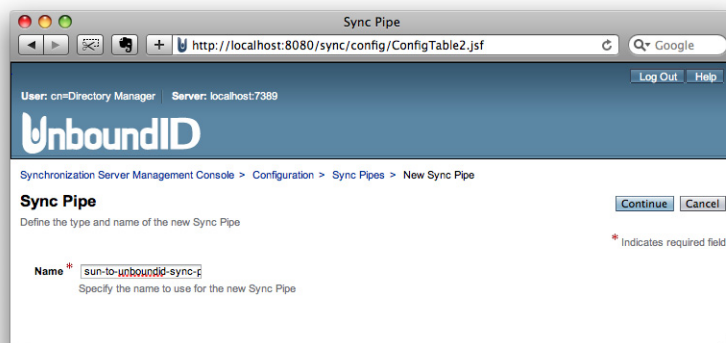 Sync Pipe
http://localhost:8080/sync/config/ConfigTable2.jsf
Google
Log Out Help
User: cn=Directory Manager Server: localhost:7389
UnboundID
Synchronization Server Management Console > Configuration > Sync Pipes > New Sync Pipe
Sync Pipe
Continue Cancel
Define the type and name of the new Sync Pipe
* Indicates required field
Name * sun-to-unboundid-sync-p
Specify the name to use for the new Sync Pipe